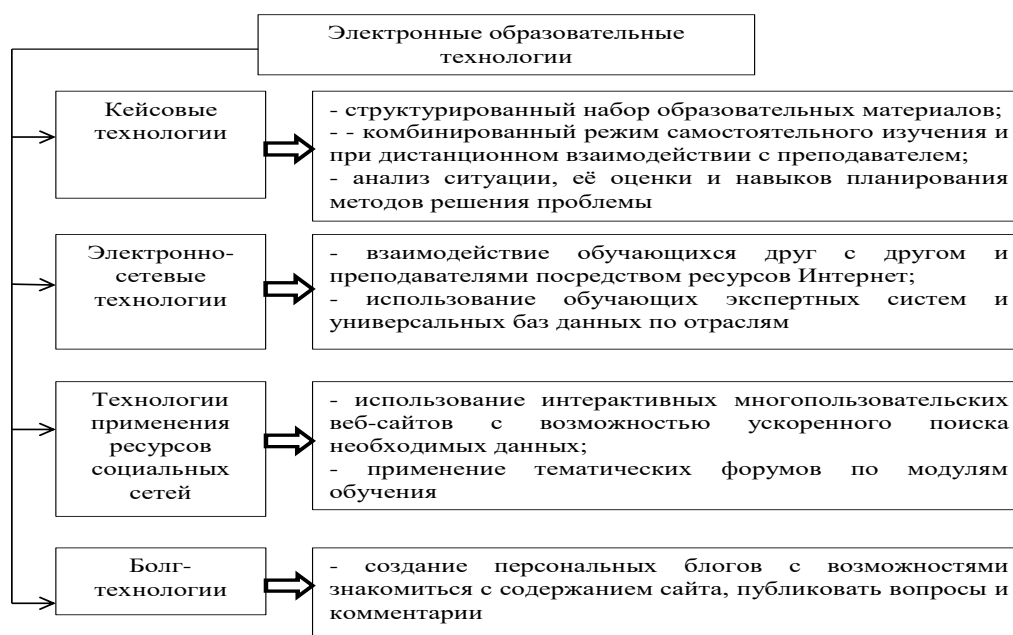 Электронные образовательные
технологии
Кейсовые
технологии
- структурированный набор образовательных материалов;
- - комбинированный режим самостоятельного изучения и
при дистанционном взаимодействии с преподавателем;
- анализ ситуации, её оценки и навыков планирования
методов решения проблемы
Электронно-
сетевые
технологии
- взаимодействие обучающихся друг с другом и
преподавателями посредством ресурсов Интернет;
- использование обучающих экспертных систем и
универсальных баз данных по отраслям
Технологии
применения
ресурсов
социальных
сетей
- использование интерактивных многопользовательских
веб-сайтов с возможностью ускоренного поиска
необходимых данных;
- применение тематических форумов по модулям
обучения
Болг-
технологии
- создание персональных блогов с возможностями
знакомиться с содержанием сайта, публиковать вопросы и
комментарии